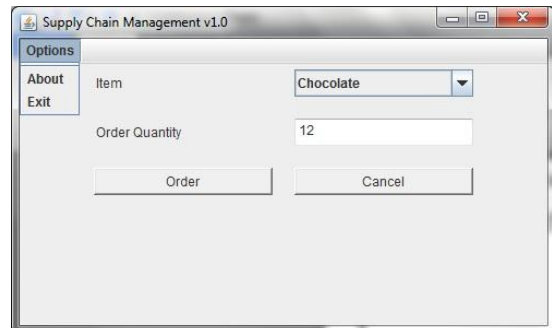 Supply Chain Management v1.0
Options
About
Exit
Item
Chocolate
Order Quantity
12
Order
Cancel